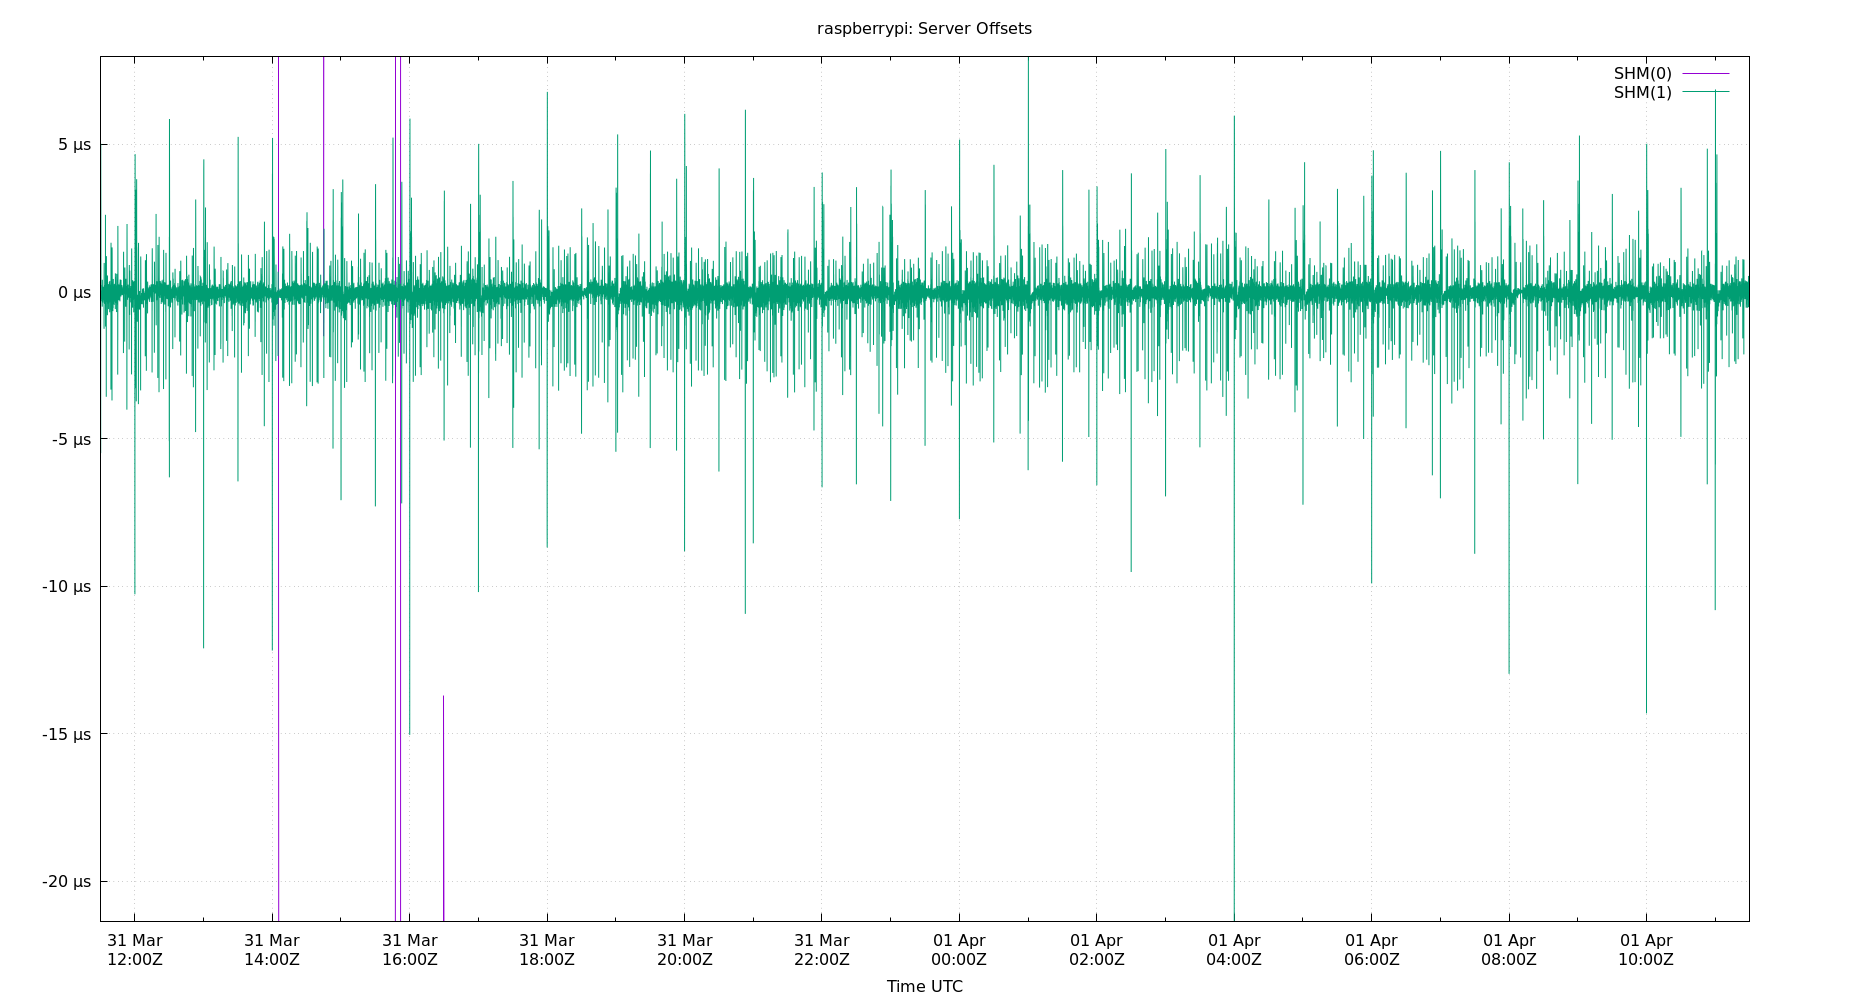 raspberrypi: Server Offsets
SHM(0)
SHM(1)
5 µs
0 µs
-5 µs
-10 µs
-15 µs
-20 µs
31 Mar 31 Mar 31 Mar 31 Mar 31 Mar 31 Mar 01 Apr 01 Apr 01 Apr 01 Apr 01 Apr 01 Apr
12:00Z 14:00Z 16:00Z 18:00Z 20:00Z 22:00Z 00:00Z 02:00Z 04:00Z 06:00Z 08:00Z 10:00Z
Time UTC